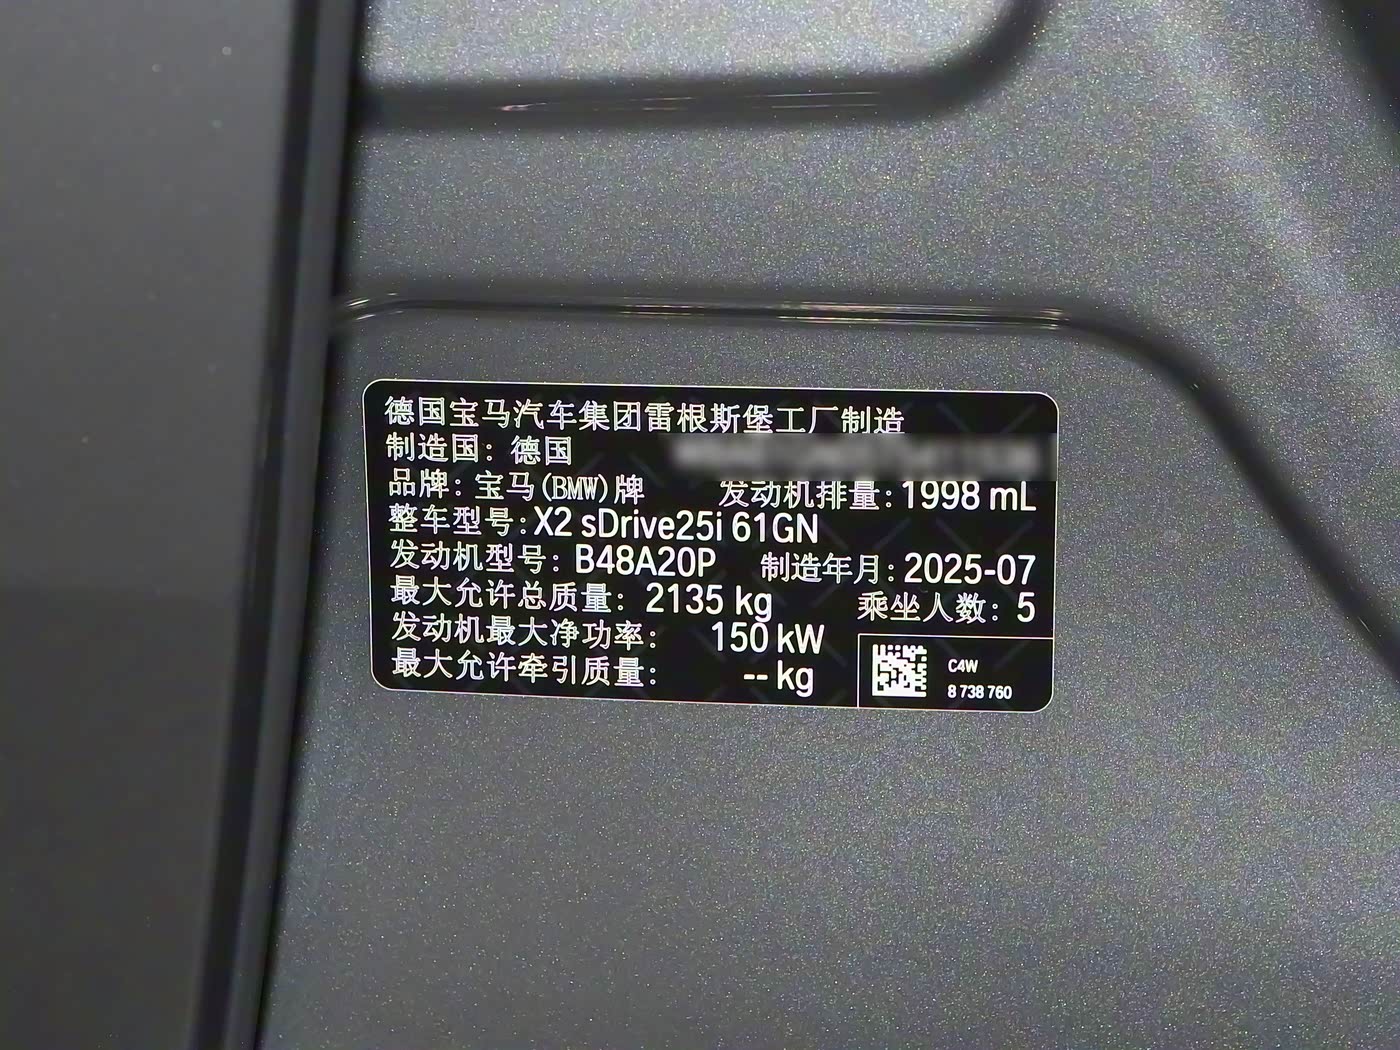 德国宝马汽车集团雷根斯堡工厂制造
制造国：德国
品牌：宝马(BMW)牌 发动机排量：1998 mL
整车型号：X2 sDrive25i 61GN
发动机型号：B48A20P 制造年月：2025-07
最大允许总质量：2135 kg 乘坐人数：5
发动机最大净功率：150 kW
最大允许牵引质量：-- kg
C4W
8 738 760